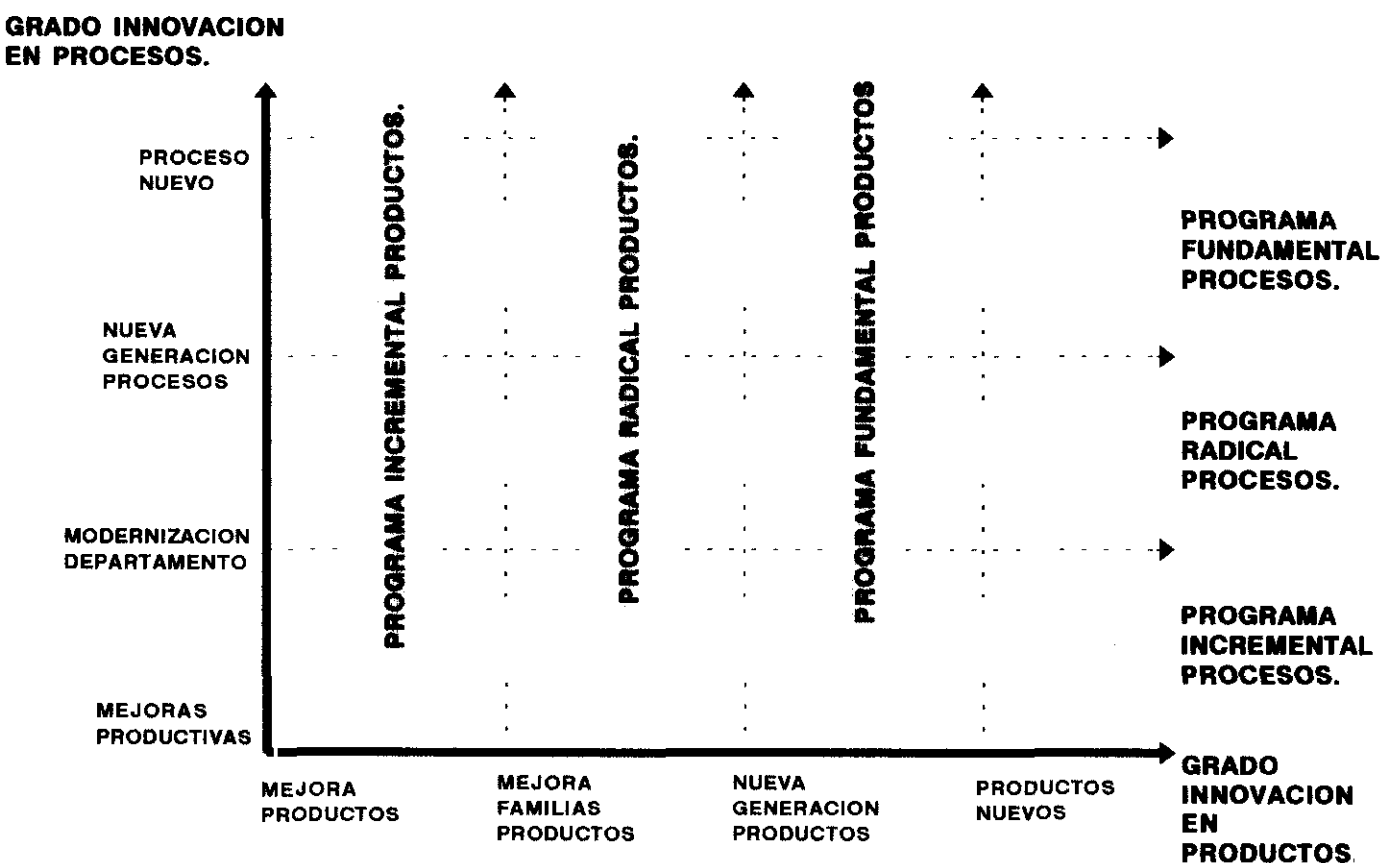 GRADO INNOVACION
EN PROCESOS.
PROCESO
NUEVO
NUEVA
GENERACION
PROCESOS
MODERNIZACION
DEPARTAMENTO
MEJORAS
PRODUCTIVAS
PROGRAMA INCREMENTAL PRODUCTOS.
PROGRAMA RADICAL PRODUCTOS.
PROGRAMA FUNDAMENTAL PRODUCTOS
PROGRAMA
FUNDAMENTAL
PROCESOS.
PROGRAMA
RADICAL
PROCESOS.
PROGRAMA
INCREMENTAL
PROCESOS.
MEJORA
PRODUCTOS
MEJORA
FAMILIAS
PRODUCTOS
NUEVA
GENERACION
PRODUCTOS
PRODUCTOS
NUEVOS
GRADO
INNOVACION
EN
PRODUCTOS.